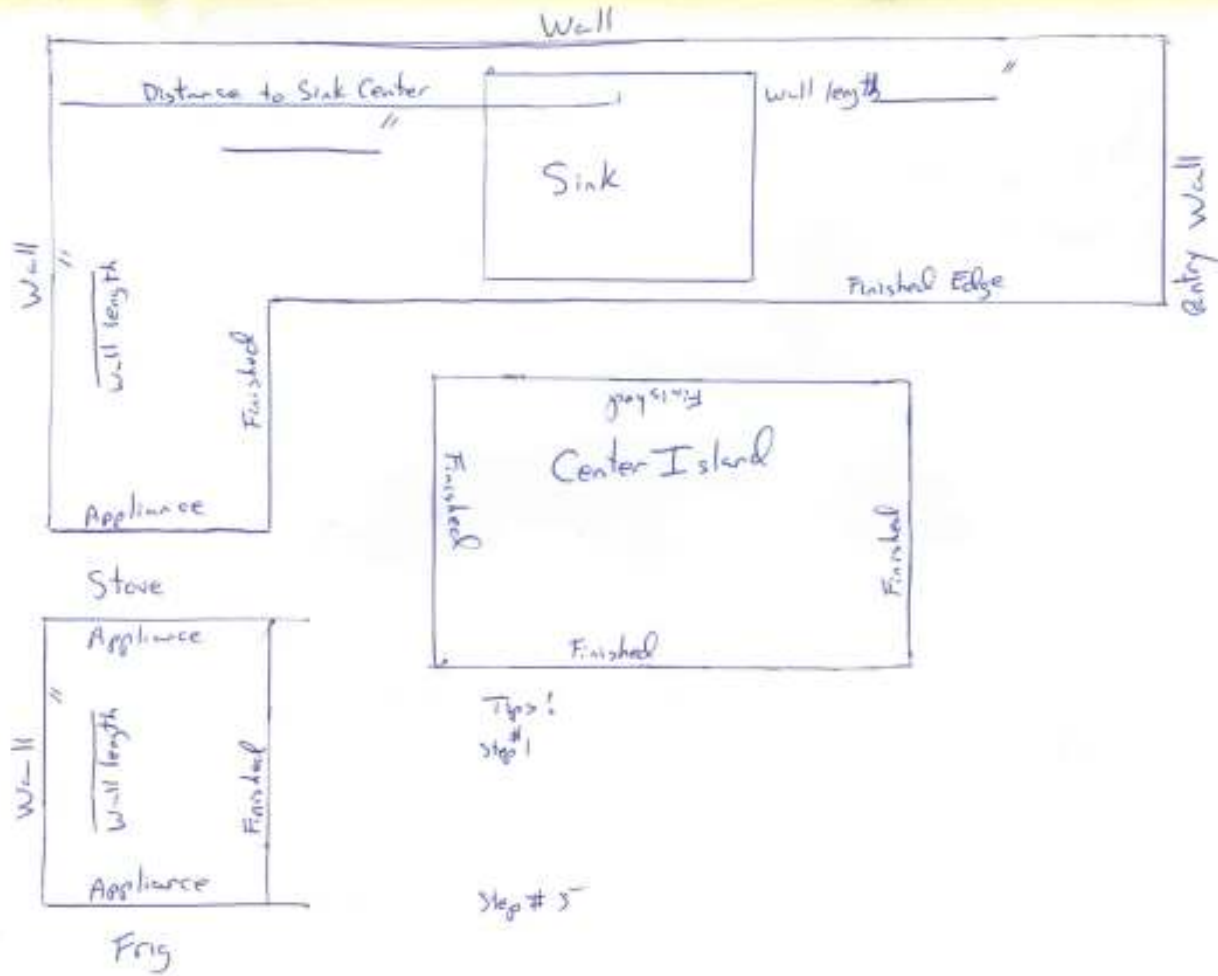 Wall
Distance to Sink Center
"
Sink
wall length "
Wall
"
Wall length
Finished
Finished Edge
Entry Wall
Appliance
Stove
Finished
Center Island
Finished
Finished
Finished
Appliance
Wall
"
Wall length
Finished
Appliance
Frig
Tips!
Step #1
Step # 5